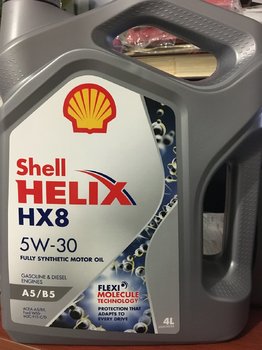 Shell
HELIX
HX8
5W-30
FULLY SYNTHETIC MOTOR OIL
GASOLINE & DIESEL
ENGINES
A5/B5
FLEXI
MOLECULE
TECHNOLOGY
PROTECTION THAT
ADAPTS TO
EVERY DRIVE
4L